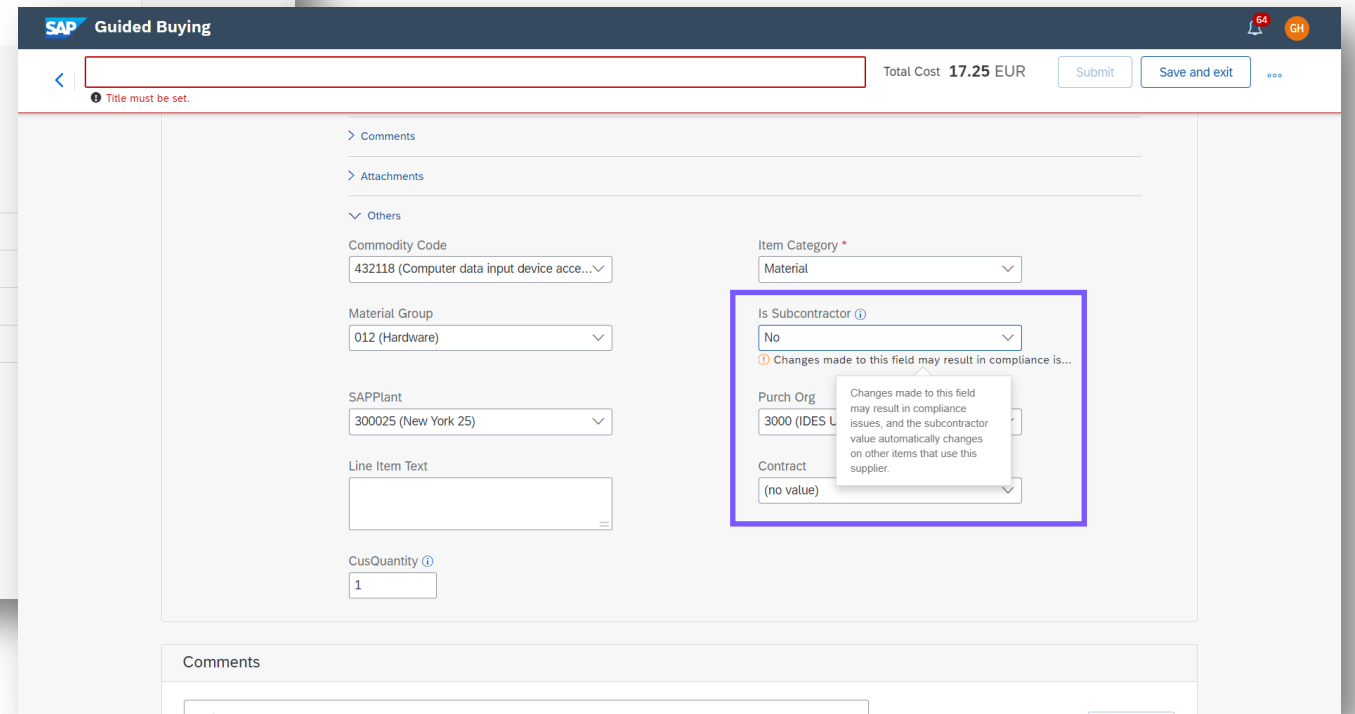 SAP Guided Buying
64
GH
Total Cost 17.25 EUR
Submit
Save and exit
Title must be set.
Comments
Attachments
Others
Commodity Code
432118 (Computer data input device acce...
Item Category *
Material
Material Group
012 (Hardware)
Is Subcontractor
No
Changes made to this field may result in compliance is...
SAPPlant
300025 (New York 25)
Purch Org
3000 (IDES U
Changes made to this field
may result in compliance
issues, and the subcontractor
value automatically changes
on other items that use this
supplier.
Line Item Text
Contract
(no value)
CusQuantity
1
Comments